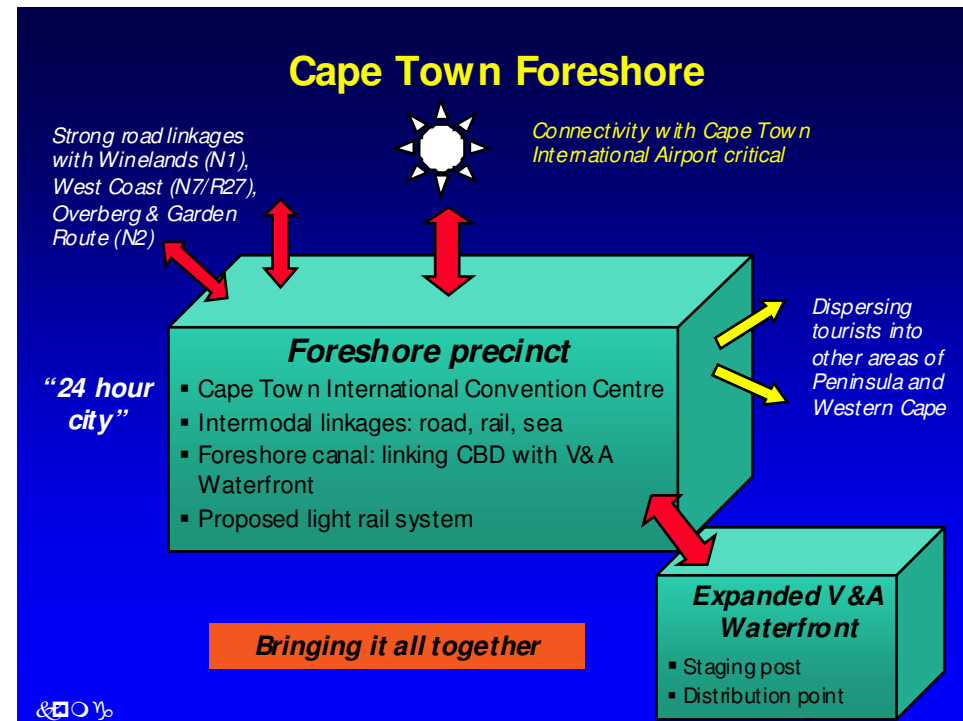 Cape Town Foreshore
Strong road linkages
with Winelands (N1),
West Coast (N7/R27),
Overberg & Garden
Route (N2)
Connectivity with Cape Town
International Airport critical
“24 hour
city”
Foreshore precinct
▪ Cape Town International Convention Centre
▪ Intermodal linkages: road, rail, sea
▪ Foreshore canal: linking CBD with V&A
Waterfront
▪ Proposed light rail system
Dispersing
tourists into
other areas of
Peninsula and
Western Cape
Expanded V&A
Waterfront
▪ Staging post
▪ Distribution point
Bringing it all together